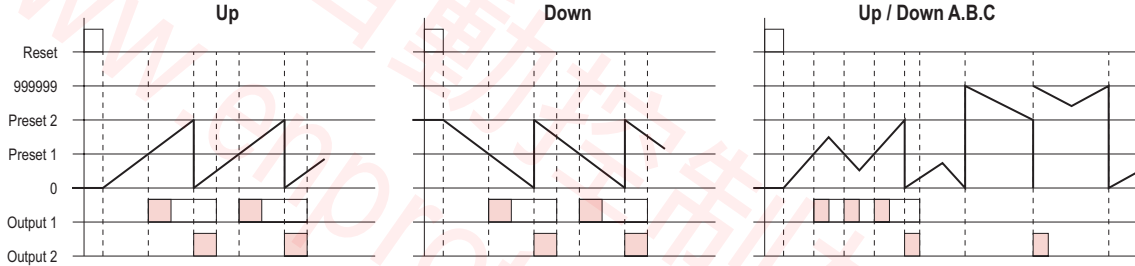 Up
Down
Up / Down A.B.C
Reset
999999
Preset 2
Preset 1
0
Output 1
Output 2